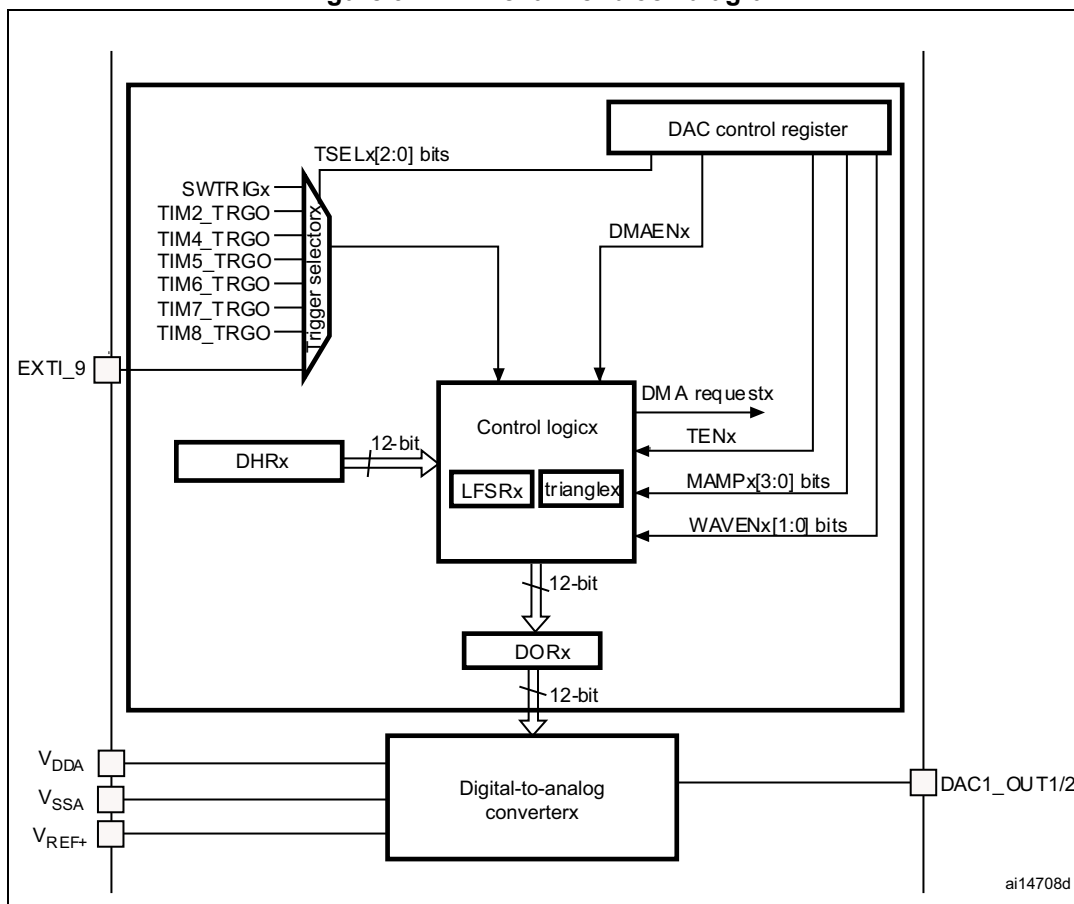 DAC control register
TSELx[2:0] bits
SWTRIGx
TIM2_TRGO
TIM4_TRGO
TIM5_TRGO
TIM6_TRGO
TIM7_TRGO
TIM8_TRGO
Trigger selectorx
DMAENx
EXTI_9
DMA requestx
Control logicx
TENx
12-bit
DHRx
LFSRx
trianglex
MAMPx[3:0] bits
WAVENx[1:0] bits
12-bit
DORx
12-bit
VDDA
VSSA
VREF+
Digital-to-analog
converterx
DAC1_OUT1/2
ai14708d